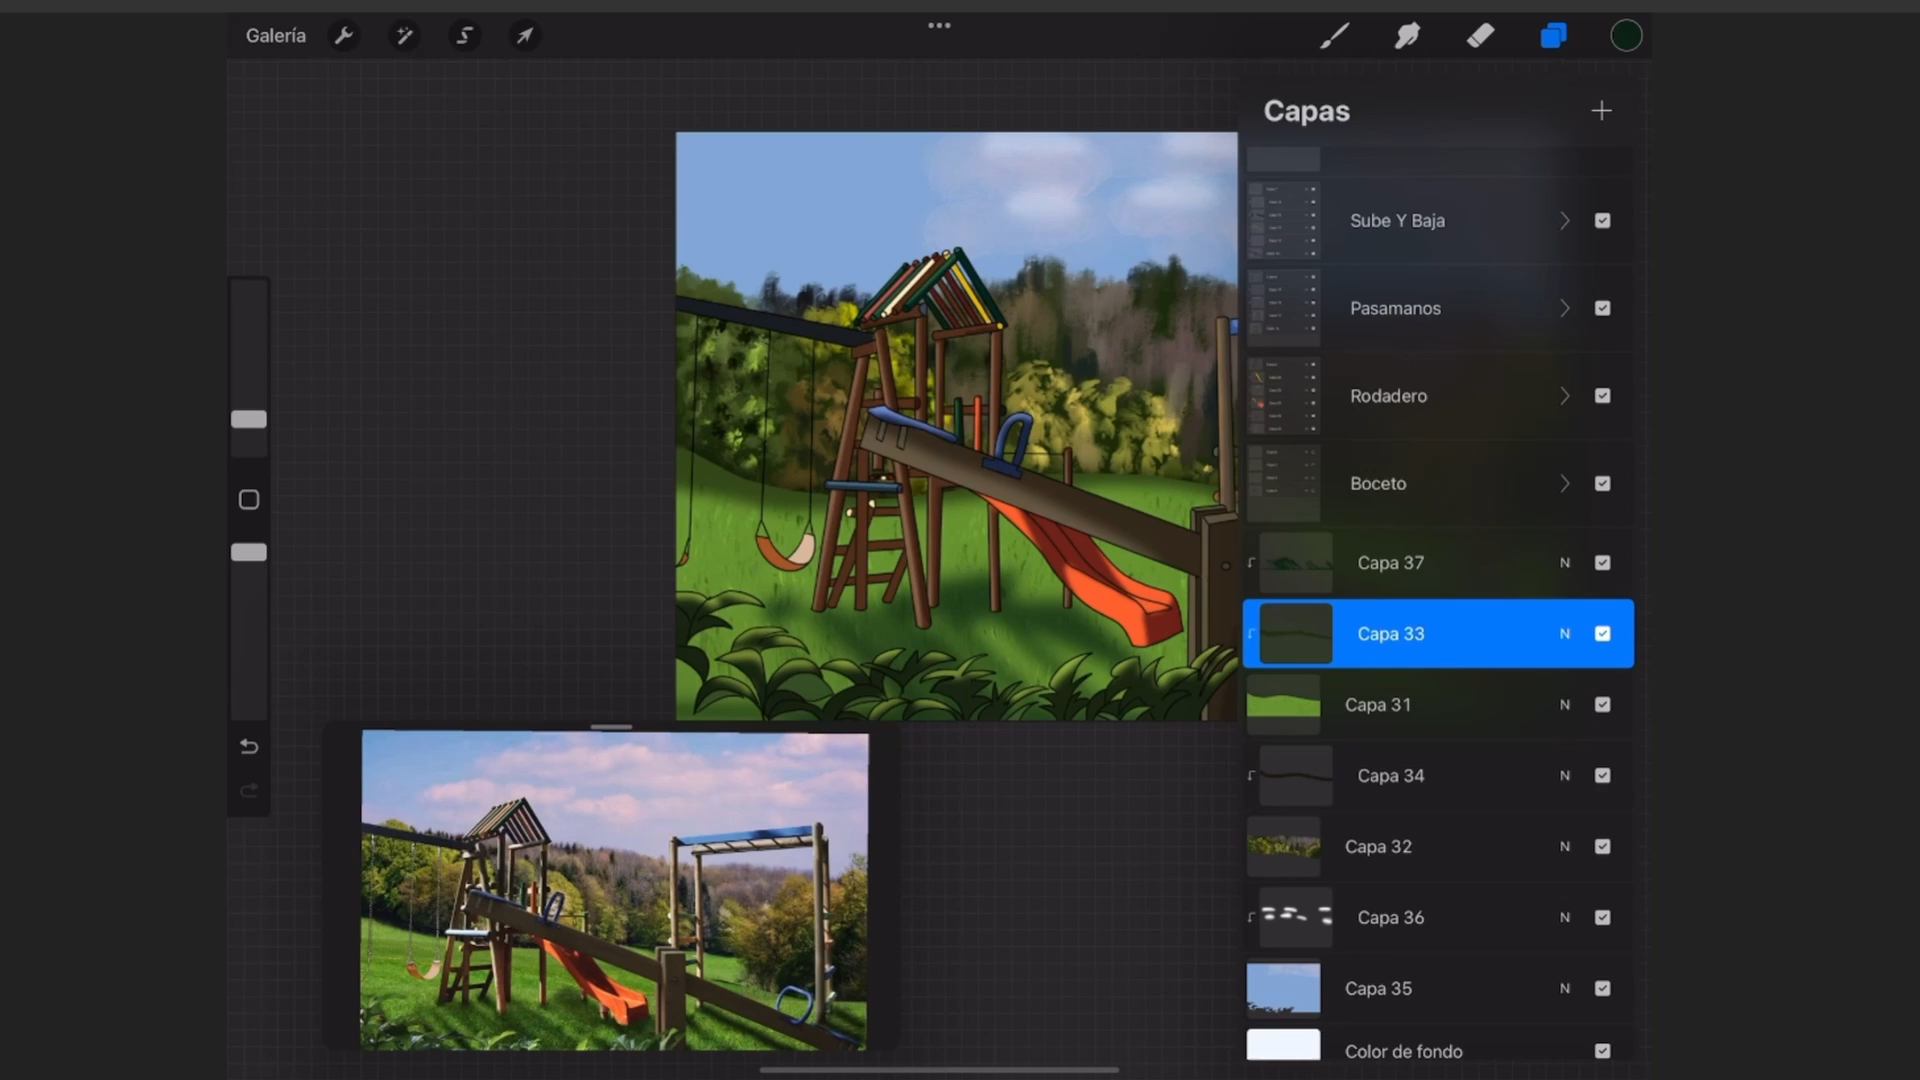 Galería
Capas
Sube Y Baja
Pasamanos
Rodadero
Boceto
Capa 37 N
Capa 33 N
Capa 31 N
Capa 34 N
Capa 32 N
Capa 36 N
Capa 35 N
Color de fondo